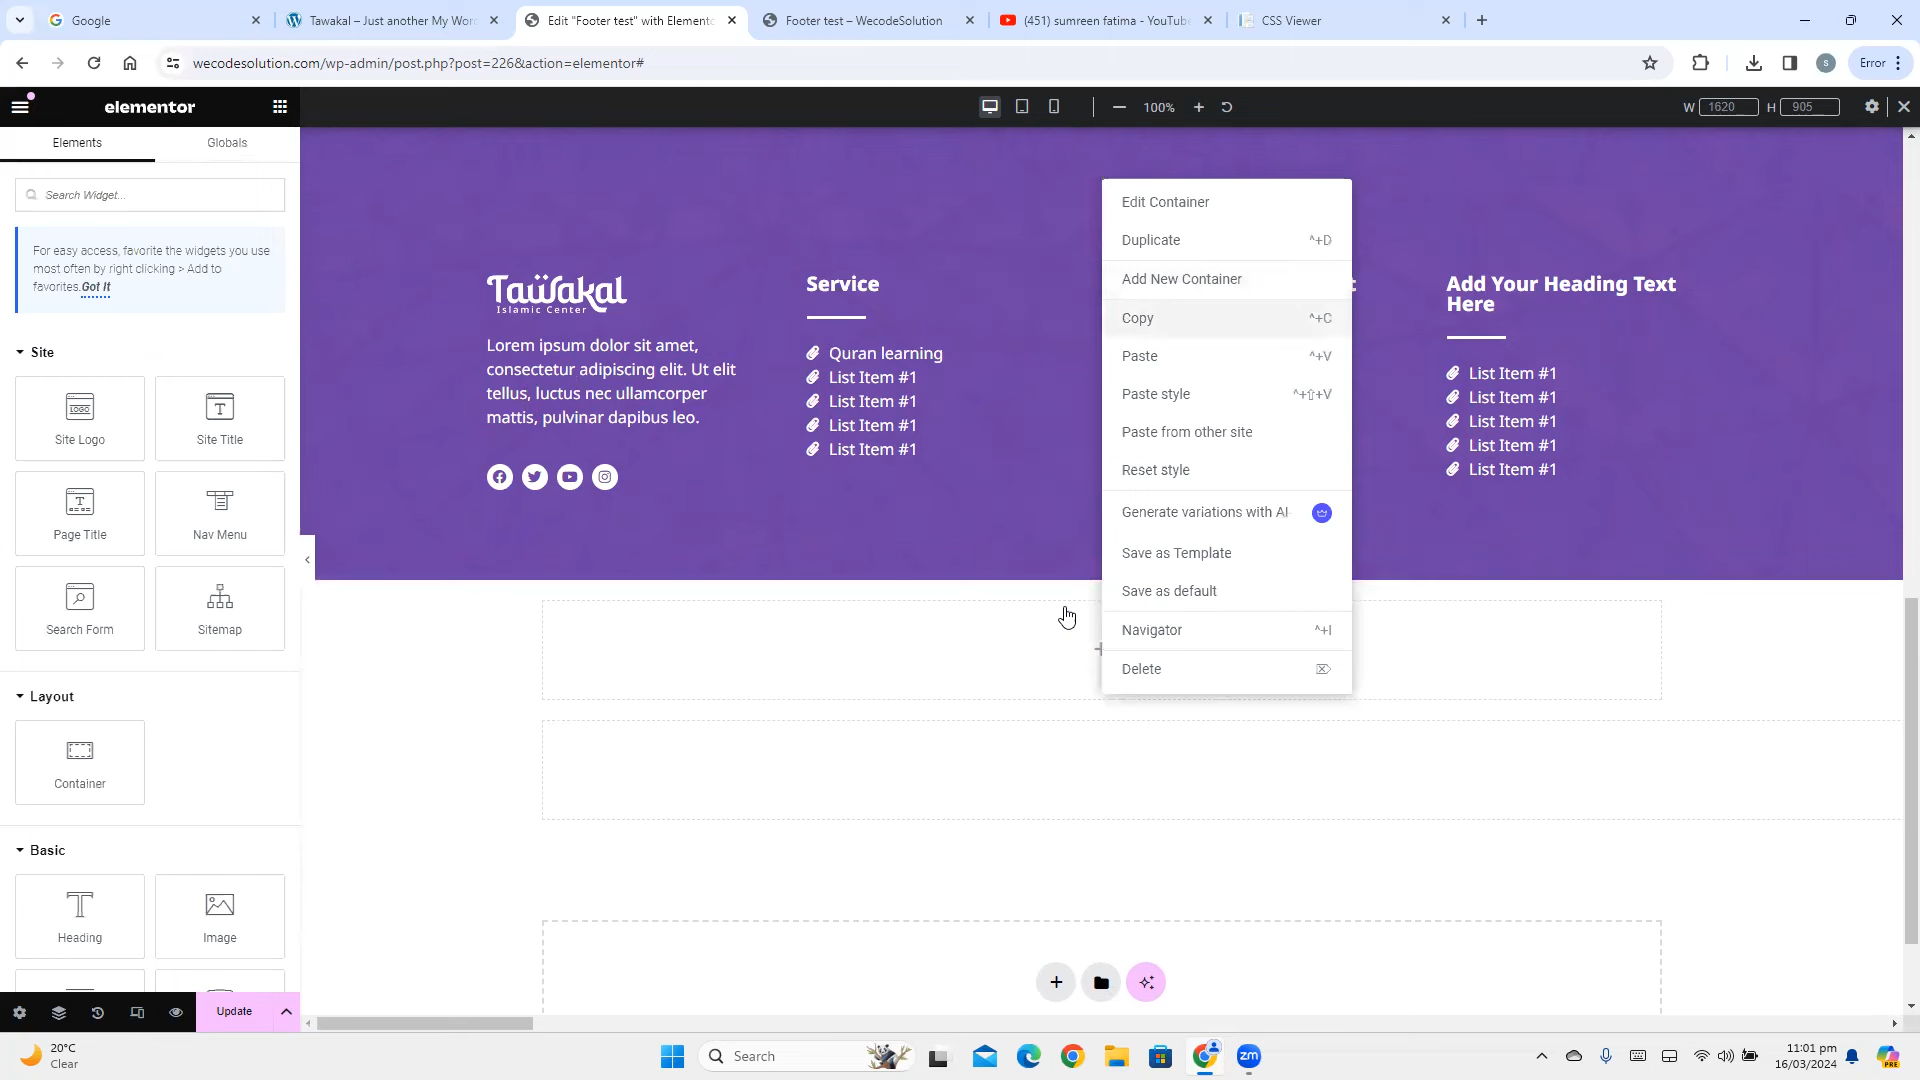 Google
Tawakal – Just another My Wor
Edit "Footer test" with Elemento
Footer test – WecodeSolution
(451) sumreen fatima - YouTube
CSS Viewer
wecodesolution.com/wp-admin/post.php?post=226&action=elementor#
S
Error
elementor
100%
W 1620
H 905
Elements
Globals
Search Widget...
For easy access, favorite the widgets you use
most often by right clicking > Add to
favorites. Got It
Site
LOGO
Site Logo
Site Title
Page Title
Nav Menu
Search Form
Sitemap
Layout
Container
Basic
Heading
Image
Update
Tawakal
Islamic Center
Lorem ipsum dolor sit amet,
consectetur adipiscing elit. Ut elit
tellus, luctus nec ullamcorper
mattis, pulvinar dapibus leo.
Service
Quran learning
List Item #1
List Item #1
List Item #1
List Item #1
Edit Container
Duplicate ^+D
Add New Container
Copy ^+C
Paste ^+V
Paste style ^+⇧+V
Paste from other site
Reset style
Generate variations with AI
Save as Template
Save as default
Navigator ^+I
Delete ⌦
Add Your Heading Text
Here
List Item #1
List Item #1
List Item #1
List Item #1
List Item #1
20°C
Clear
Search
zm
11:01 pm
16/03/2024
PRE